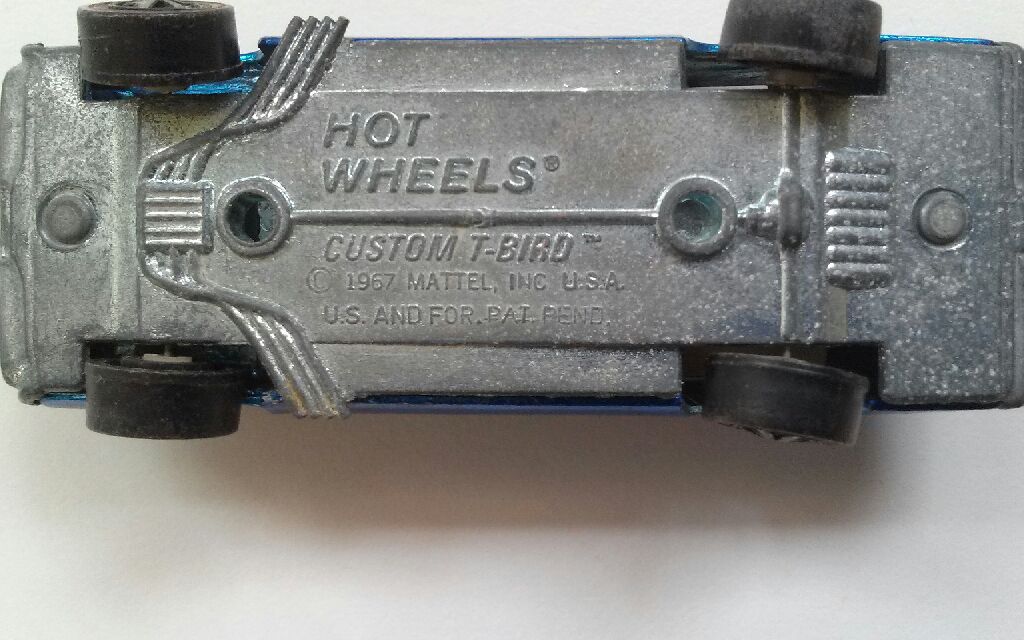 HOT
WHEELS®
CUSTOM T-BIRD™
© 1967 MATTEL, INC U.S.A.
U.S. AND FOR. PAT. PEND.